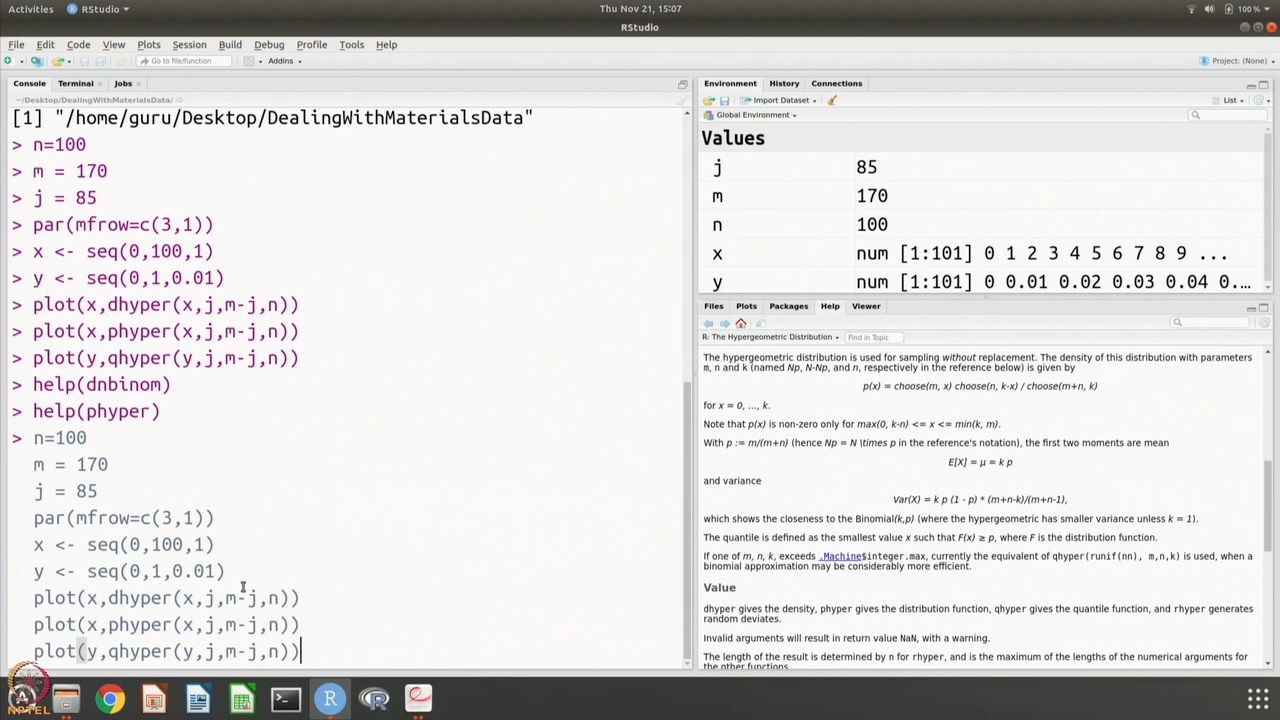 Activities
RStudio
Thu Nov 21, 15:07
100 %
RStudio
File Edit Code View Plots Session Build Debug Profile Tools Help
Go to file/function
Addins
Project: (None)
Console Terminal Jobs
~/Desktop/DealingWithMaterialsData/
[1] "/home/guru/Desktop/DealingWithMaterialsData"
> n=100
> m = 170
> j = 85
> par(mfrow=c(3,1))
> x <- seq(0,100,1)
> y <- seq(0,1,0.01)
> plot(x,dhyper(x,j,m-j,n))
> plot(x,phyper(x,j,m-j,n))
> plot(y,qhyper(y,j,m-j,n))
> help(dnbinom)
> help(phyper)
> n=100
m = 170
j = 85
par(mfrow=c(3,1))
x <- seq(0,100,1)
y <- seq(0,1,0.01)
plot(x,dhyper(x,j,m-j,n))
plot(x,phyper(x,j,m-j,n))
plot(y,qhyper(y,j,m-j,n))
Environment History Connections
Import Dataset
List
Global Environment
Values
j 85
m 170
n 100
x num [1:101] 0 1 2 3 4 5 6 7 8 9 ...
y num [1:101] 0 0.01 0.02 0.03 0.04 0.…
Files Plots Packages Help Viewer
R: The Hypergeometric Distribution
Find in Topic
The hypergeometric distribution is used for sampling without replacement. The density of this distribution with parameters
m, n and k (named Np, N-Np, and n, respectively in the reference below) is given by
p(x) = choose(m, x) choose(n, k-x) / choose(m+n, k)
for x = 0, ..., k.
Note that p(x) is non-zero only for max(0, k-n) <= x <= min(k, m).
With p := m/(m+n) (hence Np = N \times p in the reference's notation), the first two moments are mean
E[X] = μ = k p
and variance
Var(X) = k p (1 - p) * (m+n-k)/(m+n-1),
which shows the closeness to the Binomial(k,p) (where the hypergeometric has smaller variance unless k = 1).
The quantile is defined as the smallest value x such that F(x) ≥ p, where F is the distribution function.
If one of m, n, k, exceeds .Machine$integer.max, currently the equivalent of qhyper(runif(nn), m,n,k) is used, when a
binomial approximation may be considerably more efficient.
Value
dhyper gives the density, phyper gives the distribution function, qhyper gives the quantile function, and rhyper generates
random deviates.
Invalid arguments will result in return value NaN, with a warning.
The length of the result is determined by n for rhyper, and is the maximum of the lengths of the numerical arguments for
the other functions.
NPTEL